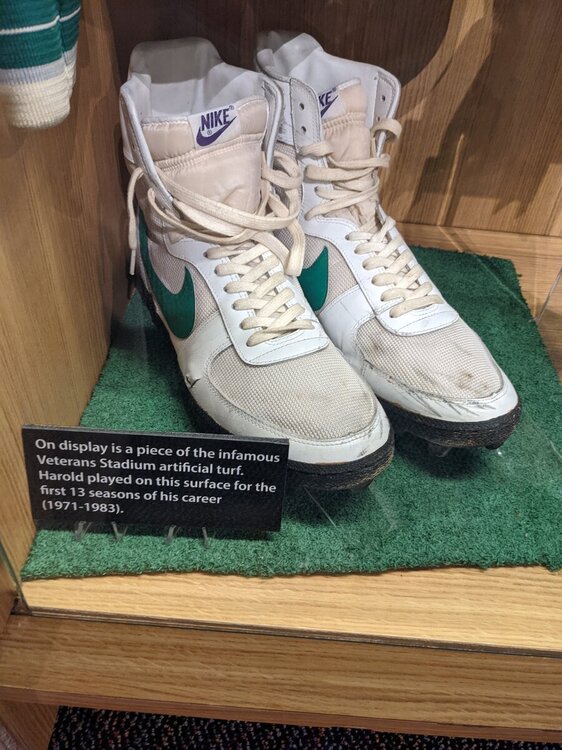 NIKE
KE
On display is a piece of the infamous
Veterans Stadium artificial turf.
Harold played on this surface for the
first 13 seasons of his career
(1971-1983).